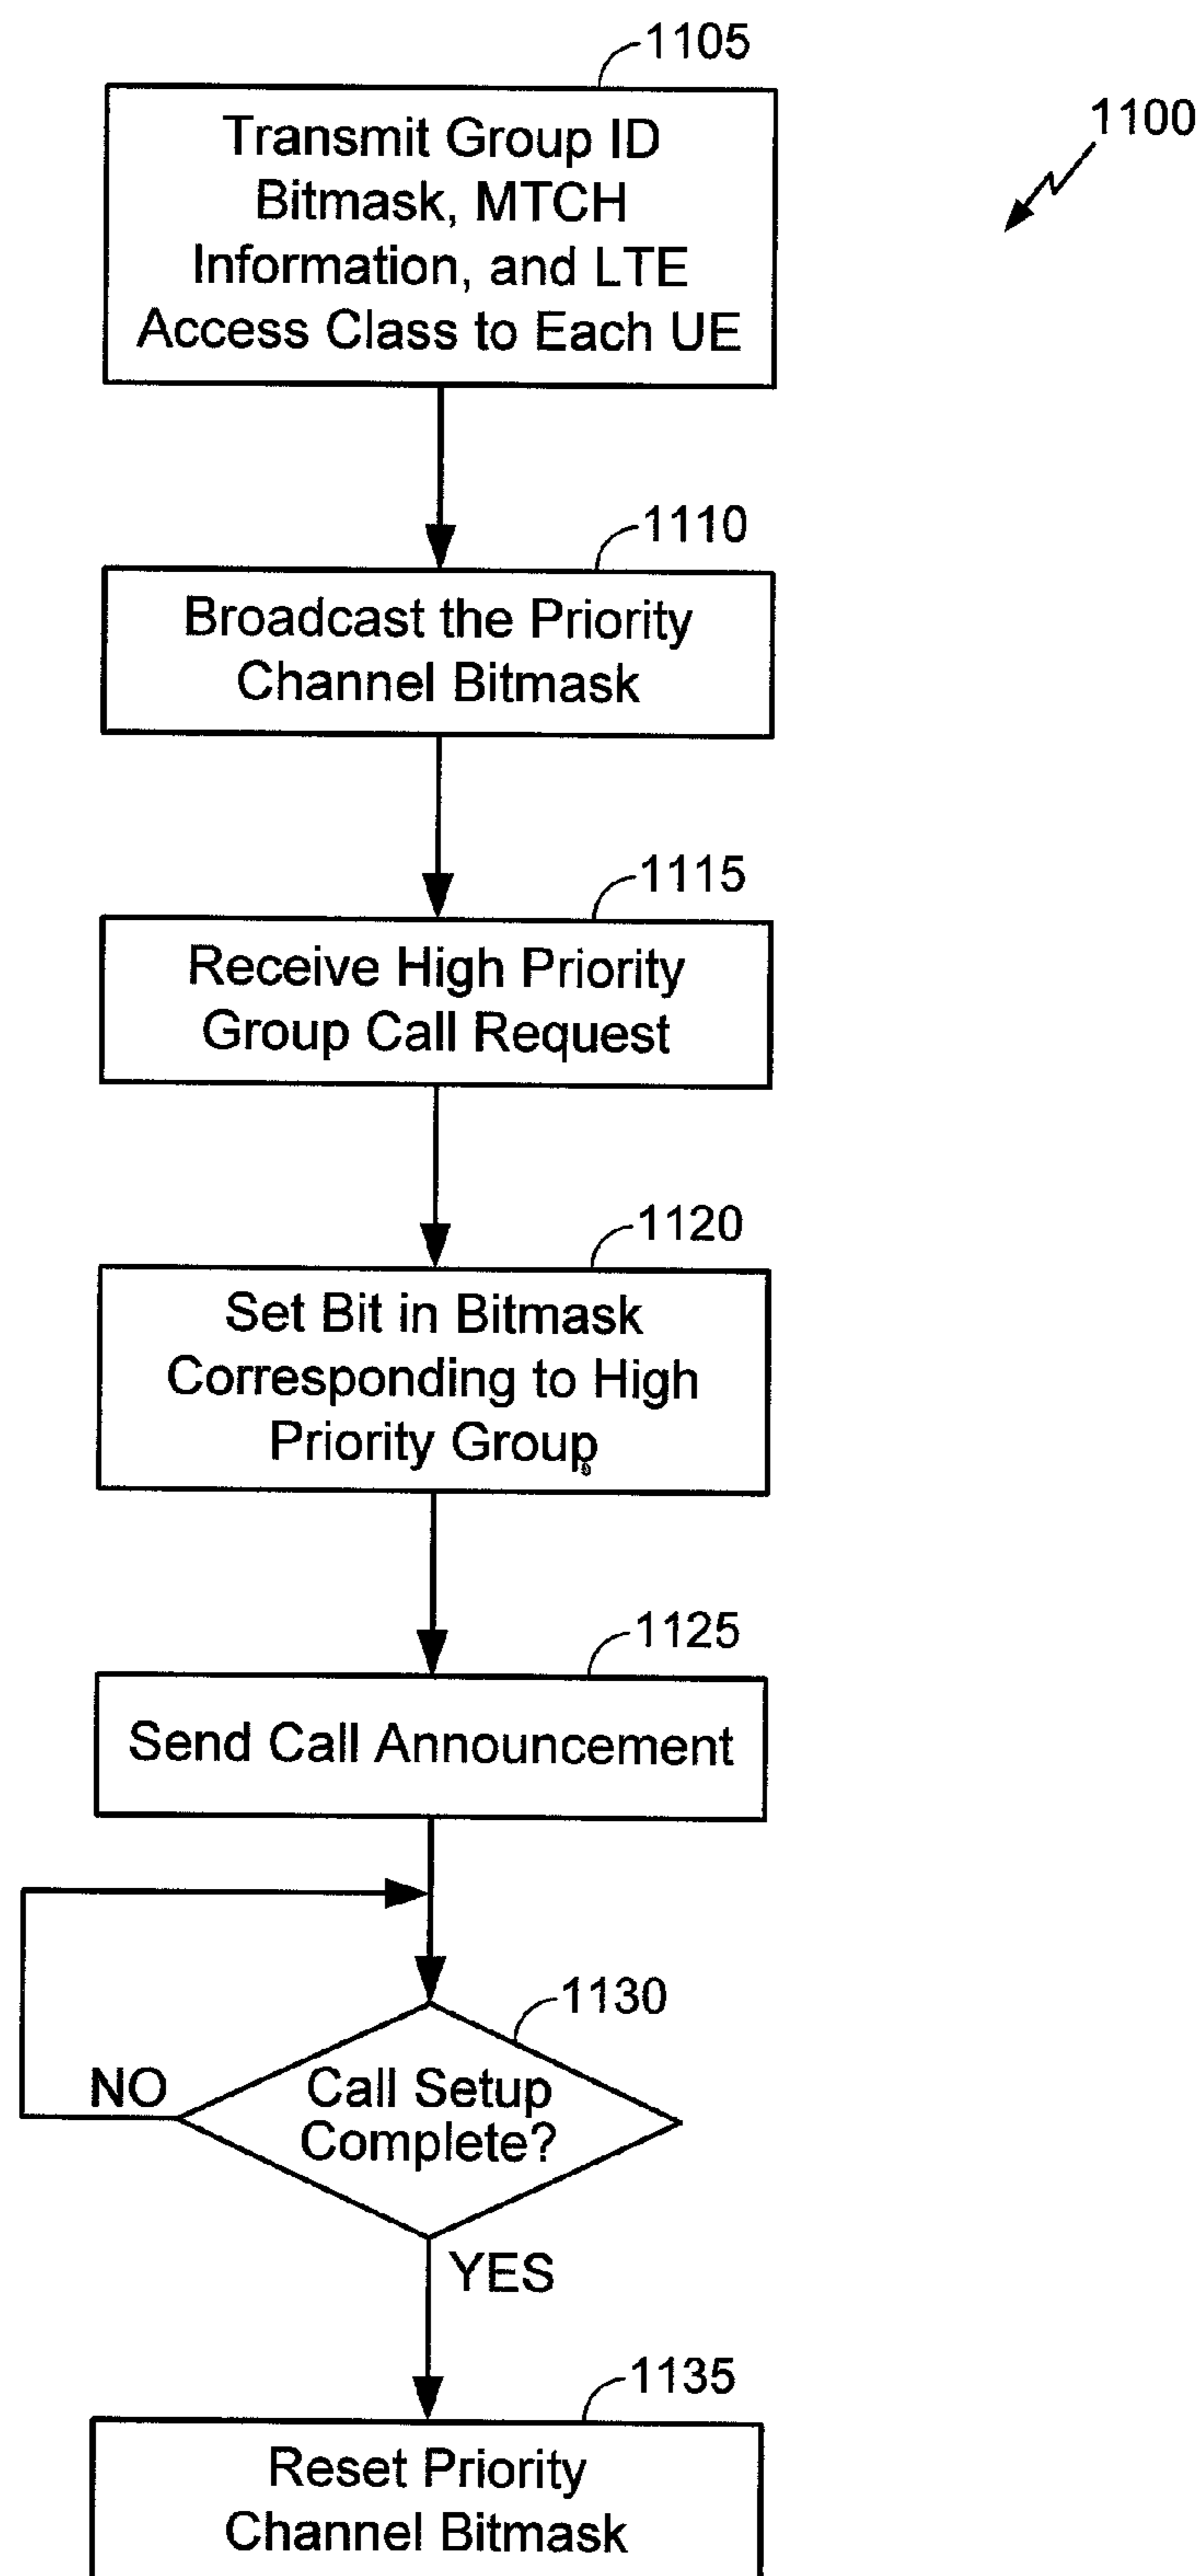 1105
1100
Transmit Group ID
Bitmask, MTCH
Information, and LTE
Access Class to Each UE
1110
Broadcast the Priority
Channel Bitmask
1115
Receive High Priority
Group Call Request
1120
Set Bit in Bitmask
Corresponding to High
Priority Group
1125
Send Call Announcement
1130
NO
Call Setup
Complete?
YES
1135
Reset Priority
Channel Bitmask